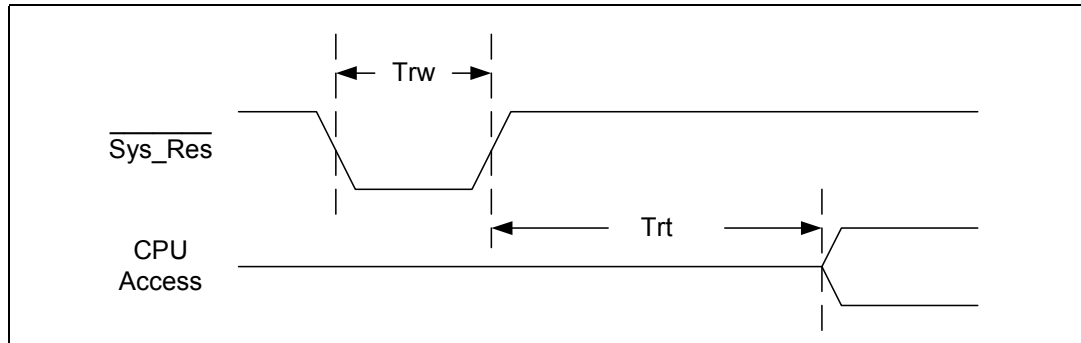 Trw
Sys_Res
Trt
CPU
Access